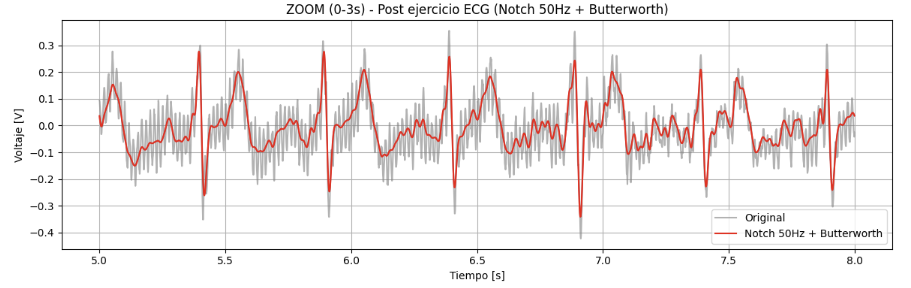 ZOOM (0-3s) - Post ejercicio ECG (Notch 50Hz + Butterworth)
Voltaje [V]
0.3
0.2
0.1
0.0
−0.1
−0.2
−0.3
−0.4
Original
Notch 50Hz + Butterworth
5.0 5.5 6.0 6.5 7.0 7.5 8.0
Tiempo [s]